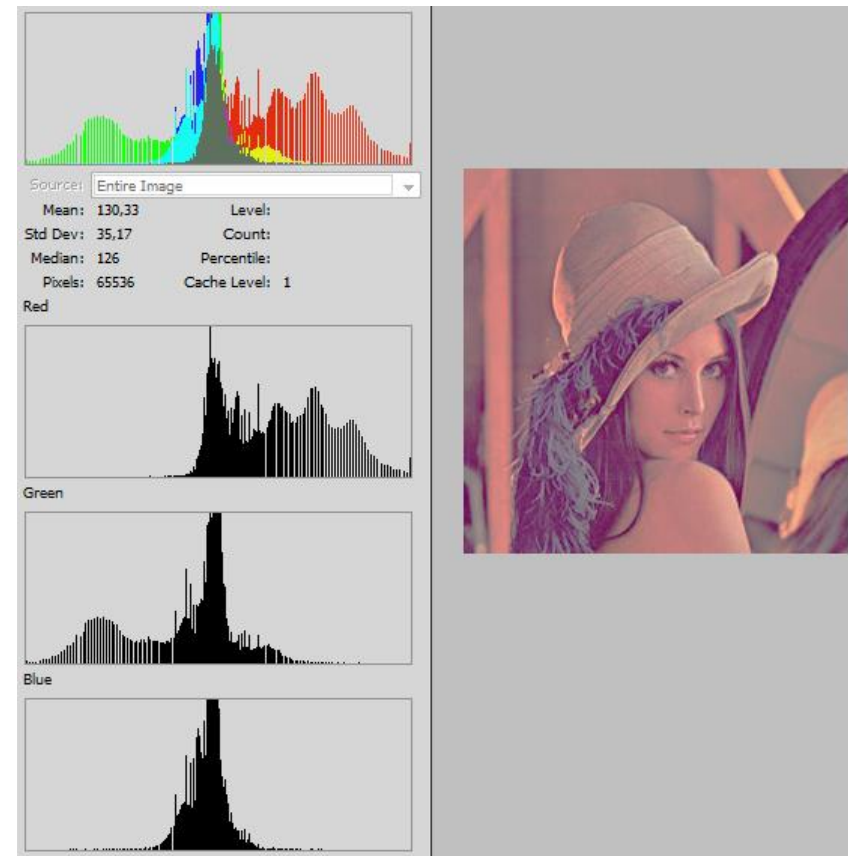 Source: Entire Image
Mean: 130,33 Level:
Std Dev: 35,17 Count:
Median: 126 Percentile:
Pixels: 65536 Cache Level: 1
Red
Green
Blue